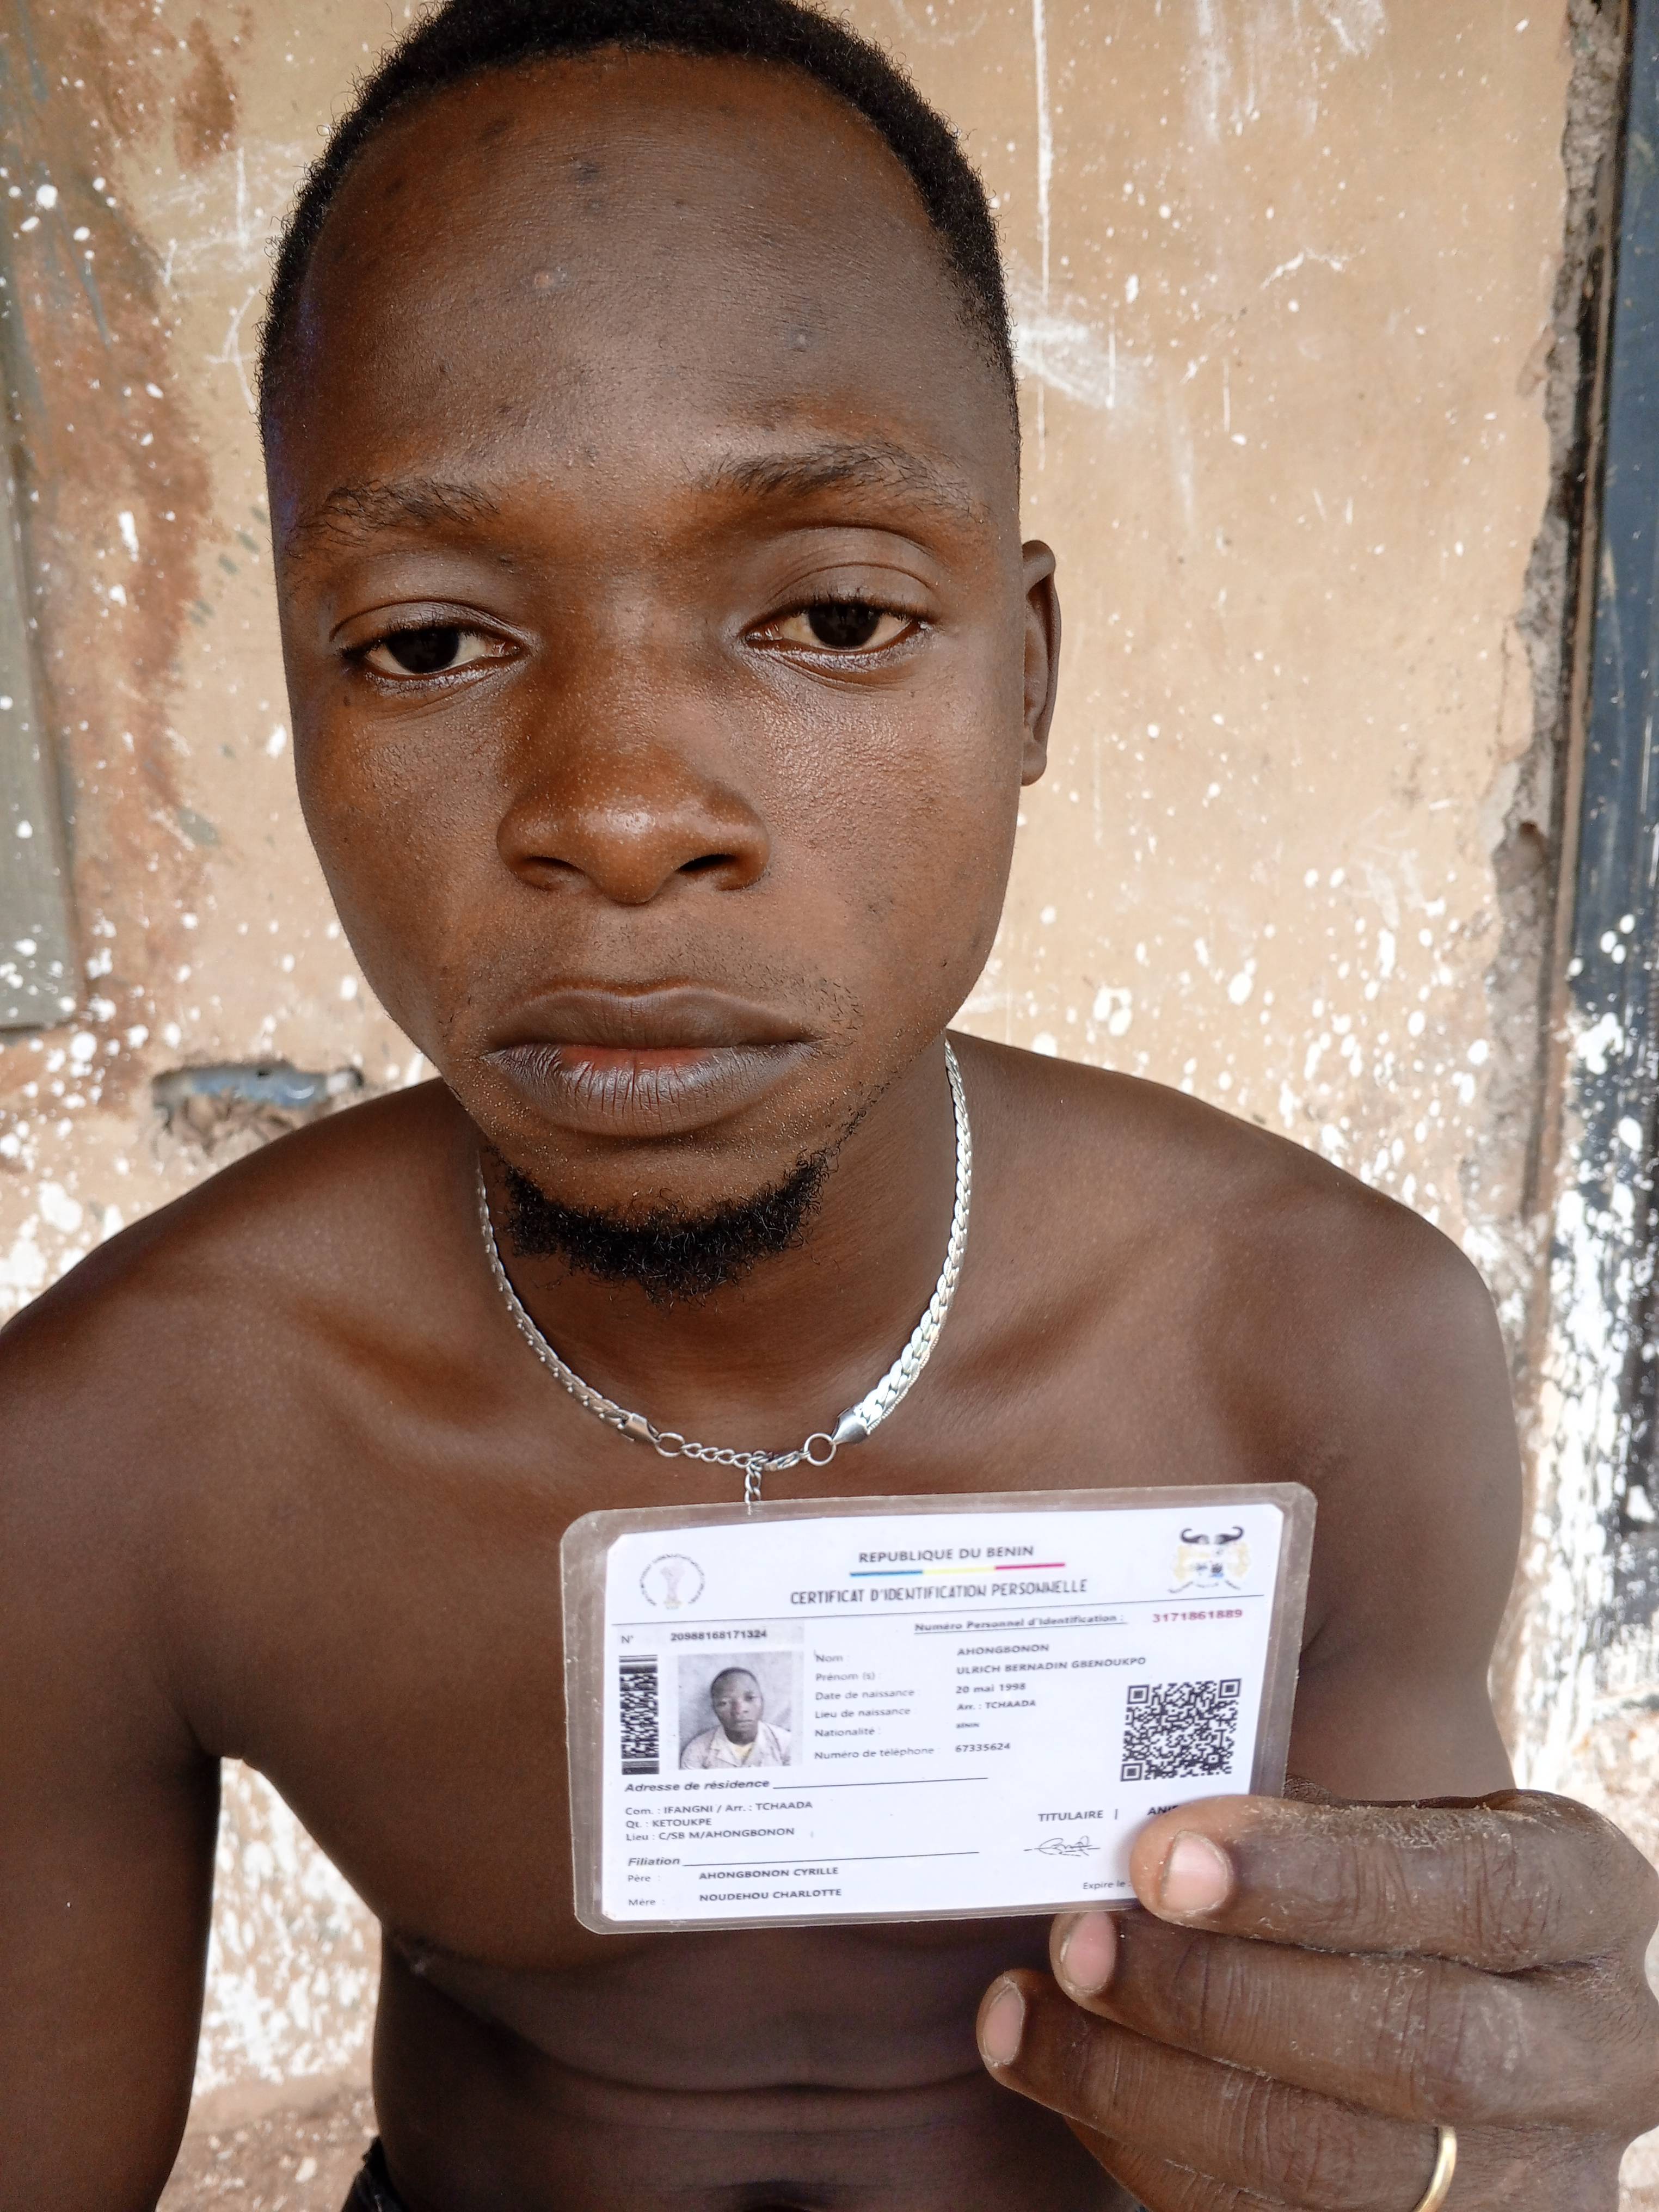 REPUBLIQUE DU BENIN
CERTIFICAT D'IDENTIFICATION PERSONNELLE
Numéro Personnel d'Identification : 3171861889
N° 20988168171324
Nom : AHONGBONON
Prénom (s) ULRICH BERNADIN GBENOUKPO
Date de naissance 20 mai 1998
Lieu de naissance : Arr. : TCHAADA
Nationalité : BÉNIN
Numéro de téléphone 67335624
Adresse de résidence
Com. : IFANGNI / Arr. : TCHAADA
Qt. : KETOUKPE
Lieu : C/SB M/AHONGBONON
TITULAIRE |
Filiation
Père : AHONGBONON CYRILLE
Mère : NOUDEHOU CHARLOTTE
Expire le :